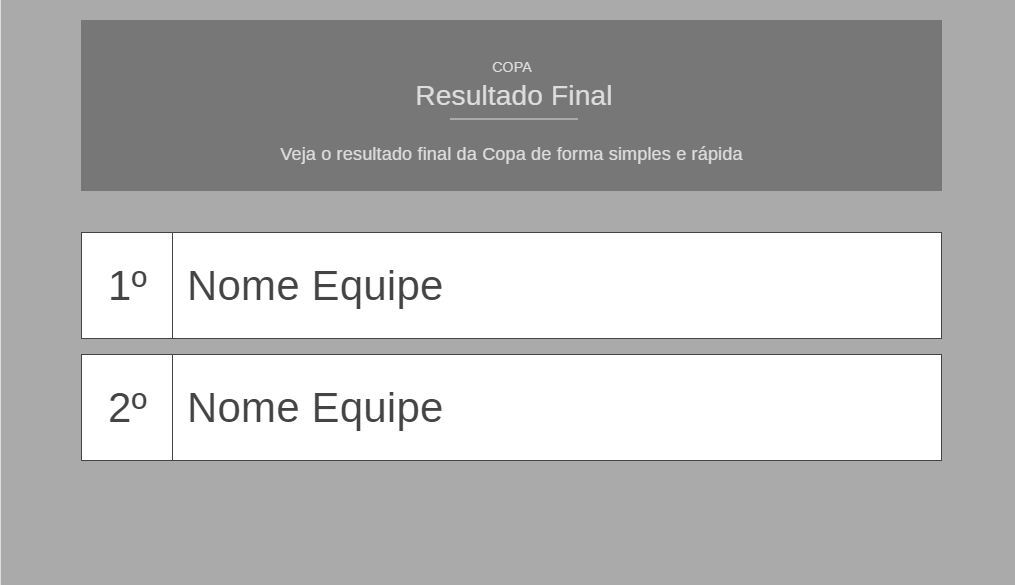 COPA
Resultado Final
Veja o resultado final da Copa de forma simples e rápida
1º Nome Equipe
2º Nome Equipe